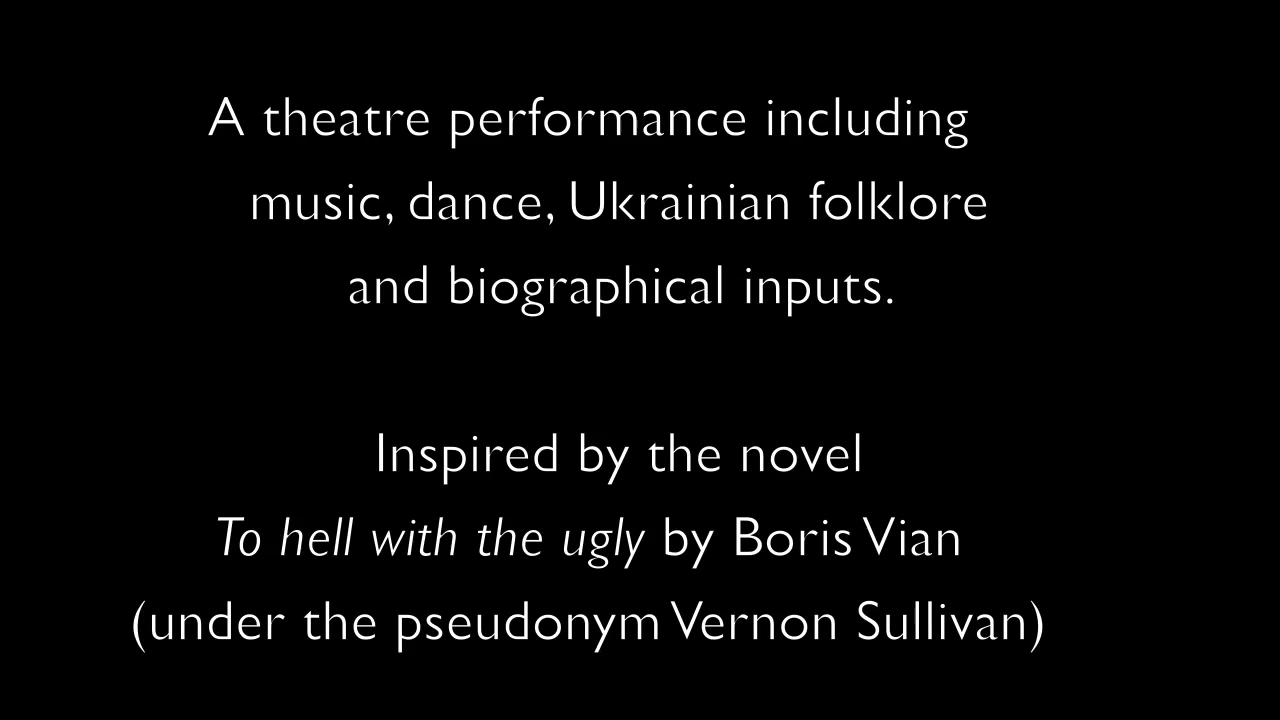 A theatre performance including
music, dance, Ukrainian folklore
and biographical inputs.
Inspired by the novel
To hell with the ugly by Boris Vian
(under the pseudonym Vernon Sullivan)